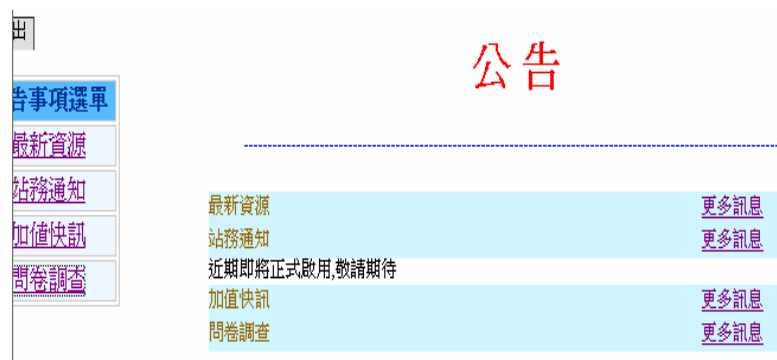 出
公告
告事項選單
最新資源
站務通知
加值快訊
問卷調查
最新資源 更多訊息
站務通知 更多訊息
近期即將正式啟用,敬請期待
加值快訊 更多訊息
問卷調查 更多訊息